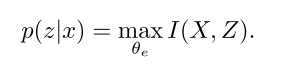 p(z|x) = max_{θ_e} I(X, Z).